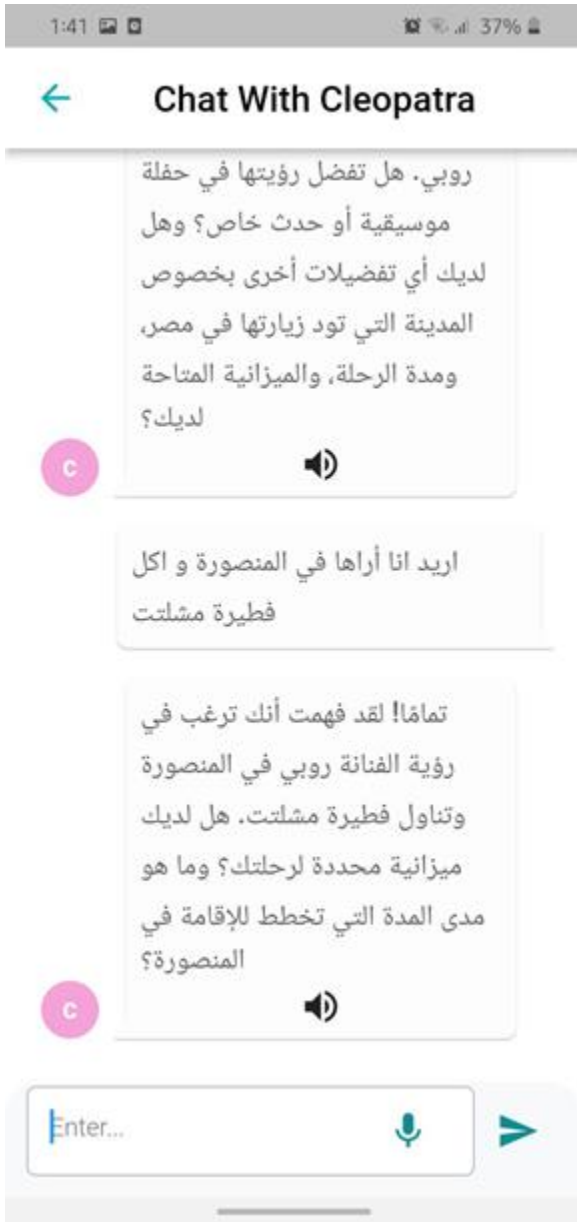 1:41
37%
Chat With Cleopatra
روبي. هل تفضل رؤيتها في حفلة
موسيقية أو حدث خاص؟ وهل
لديك أي تفضيلات أخرى بخصوص
المدينة التي تود زيارتها في مصر،
ومدة الرحلة، والميزانية المتاحة
لديك؟
C
اريد انا أراها في المنصورة و اكل
فطيرة مشلتت
تمامًا! لقد فهمت أنك ترغب في
رؤية الفنانة روبي في المنصورة
وتناول فطيرة مشلتت. هل لديك
ميزانية محددة لرحلتك؟ وما هو
مدى المدة التي تخطط للإقامة في
المنصورة؟
C
Enter...